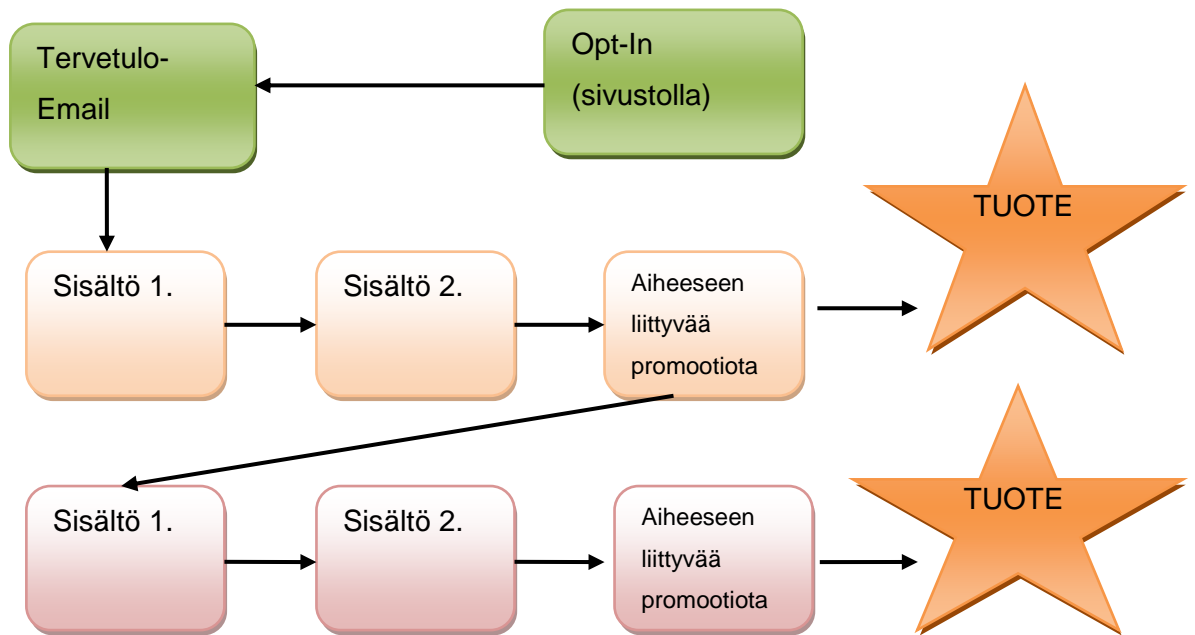 Tervetulo-
Email
Opt-In
(sivustolla)
TUOTE
Sisältö 1.
Sisältö 2.
Aiheeseen
liittyvää
promootiota
TUOTE
Sisältö 1.
Sisältö 2.
Aiheeseen
liittyvää
promootiota